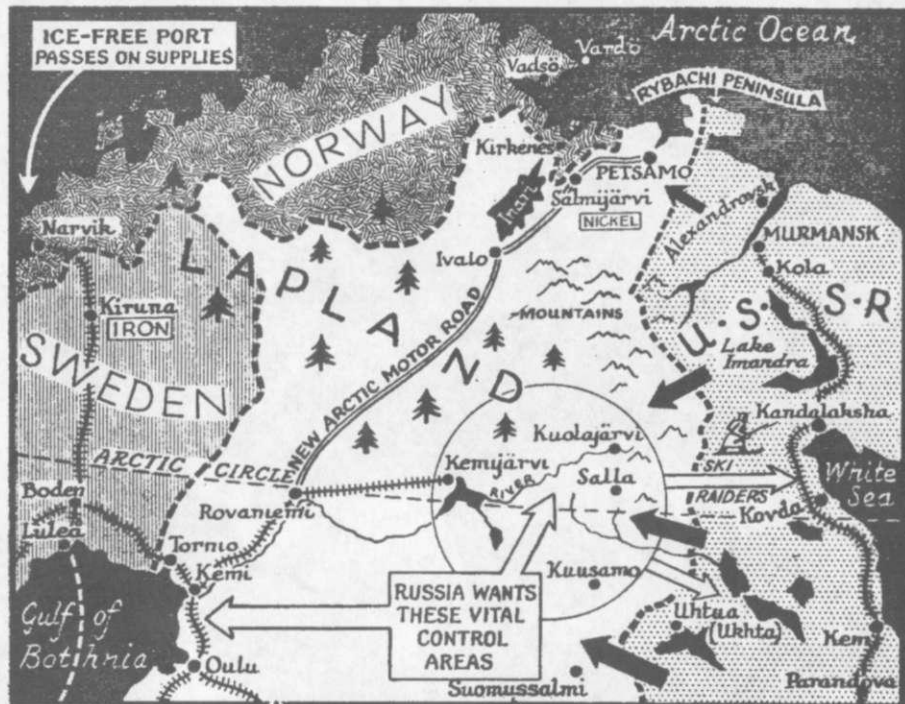 ICE-FREE PORT
PASSES ON SUPPLIES
Arctic Ocean
Vardö
Vadsö
RYBACHI PENINSULA
NORWAY
Kirkenes
PETSAMO
Salmijärvi
NICKEL
Inari
Alexandrovsk
MURMANSK
Kola
Narvik
LAPLAND
Ivalo
Kiruna
IRON
MOUNTAINS
U.S.S.R
Lake
Imandra
SWEDEN
NEW ARCTIC MOTOR ROAD
Kandalaksha
Kuolajärvi
ARCTIC CIRCLE
Kemijärvi
RIVER
Salla
SKI
RAIDERS
White
Sea
Boden
Rovaniemi
Kovda
Lulea
Tornio
Kemi
Kuusamo
RUSSIA WANTS
THESE VITAL
CONTROL
AREAS
Uhtua
(Ukhta)
Kem
Gulf of
Bothnia
Oulu
Suomussalmi
Parandova